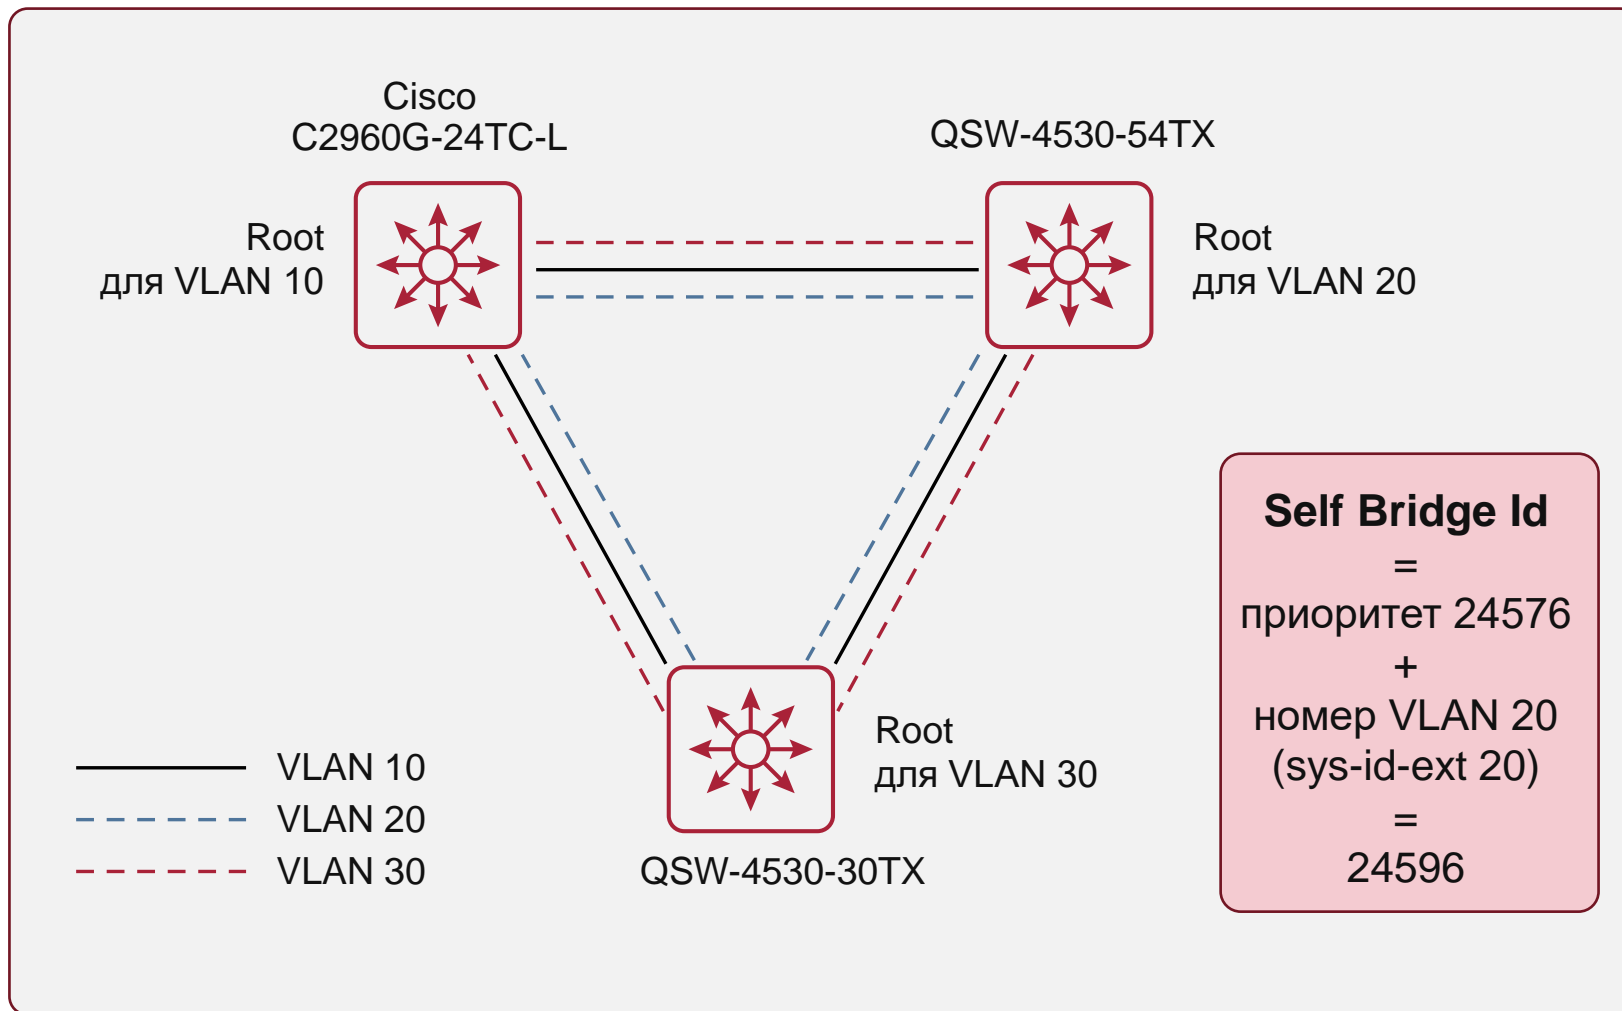 Cisco
C2960G-24TC-L
QSW-4530-54TX
Root
для VLAN 10
Root
для VLAN 20
Self Bridge Id
=
приоритет 24576
+
номер VLAN 20
(sys-id-ext 20)
=
24596
Root
для VLAN 30
QSW-4530-30TX
VLAN 10
VLAN 20
VLAN 30